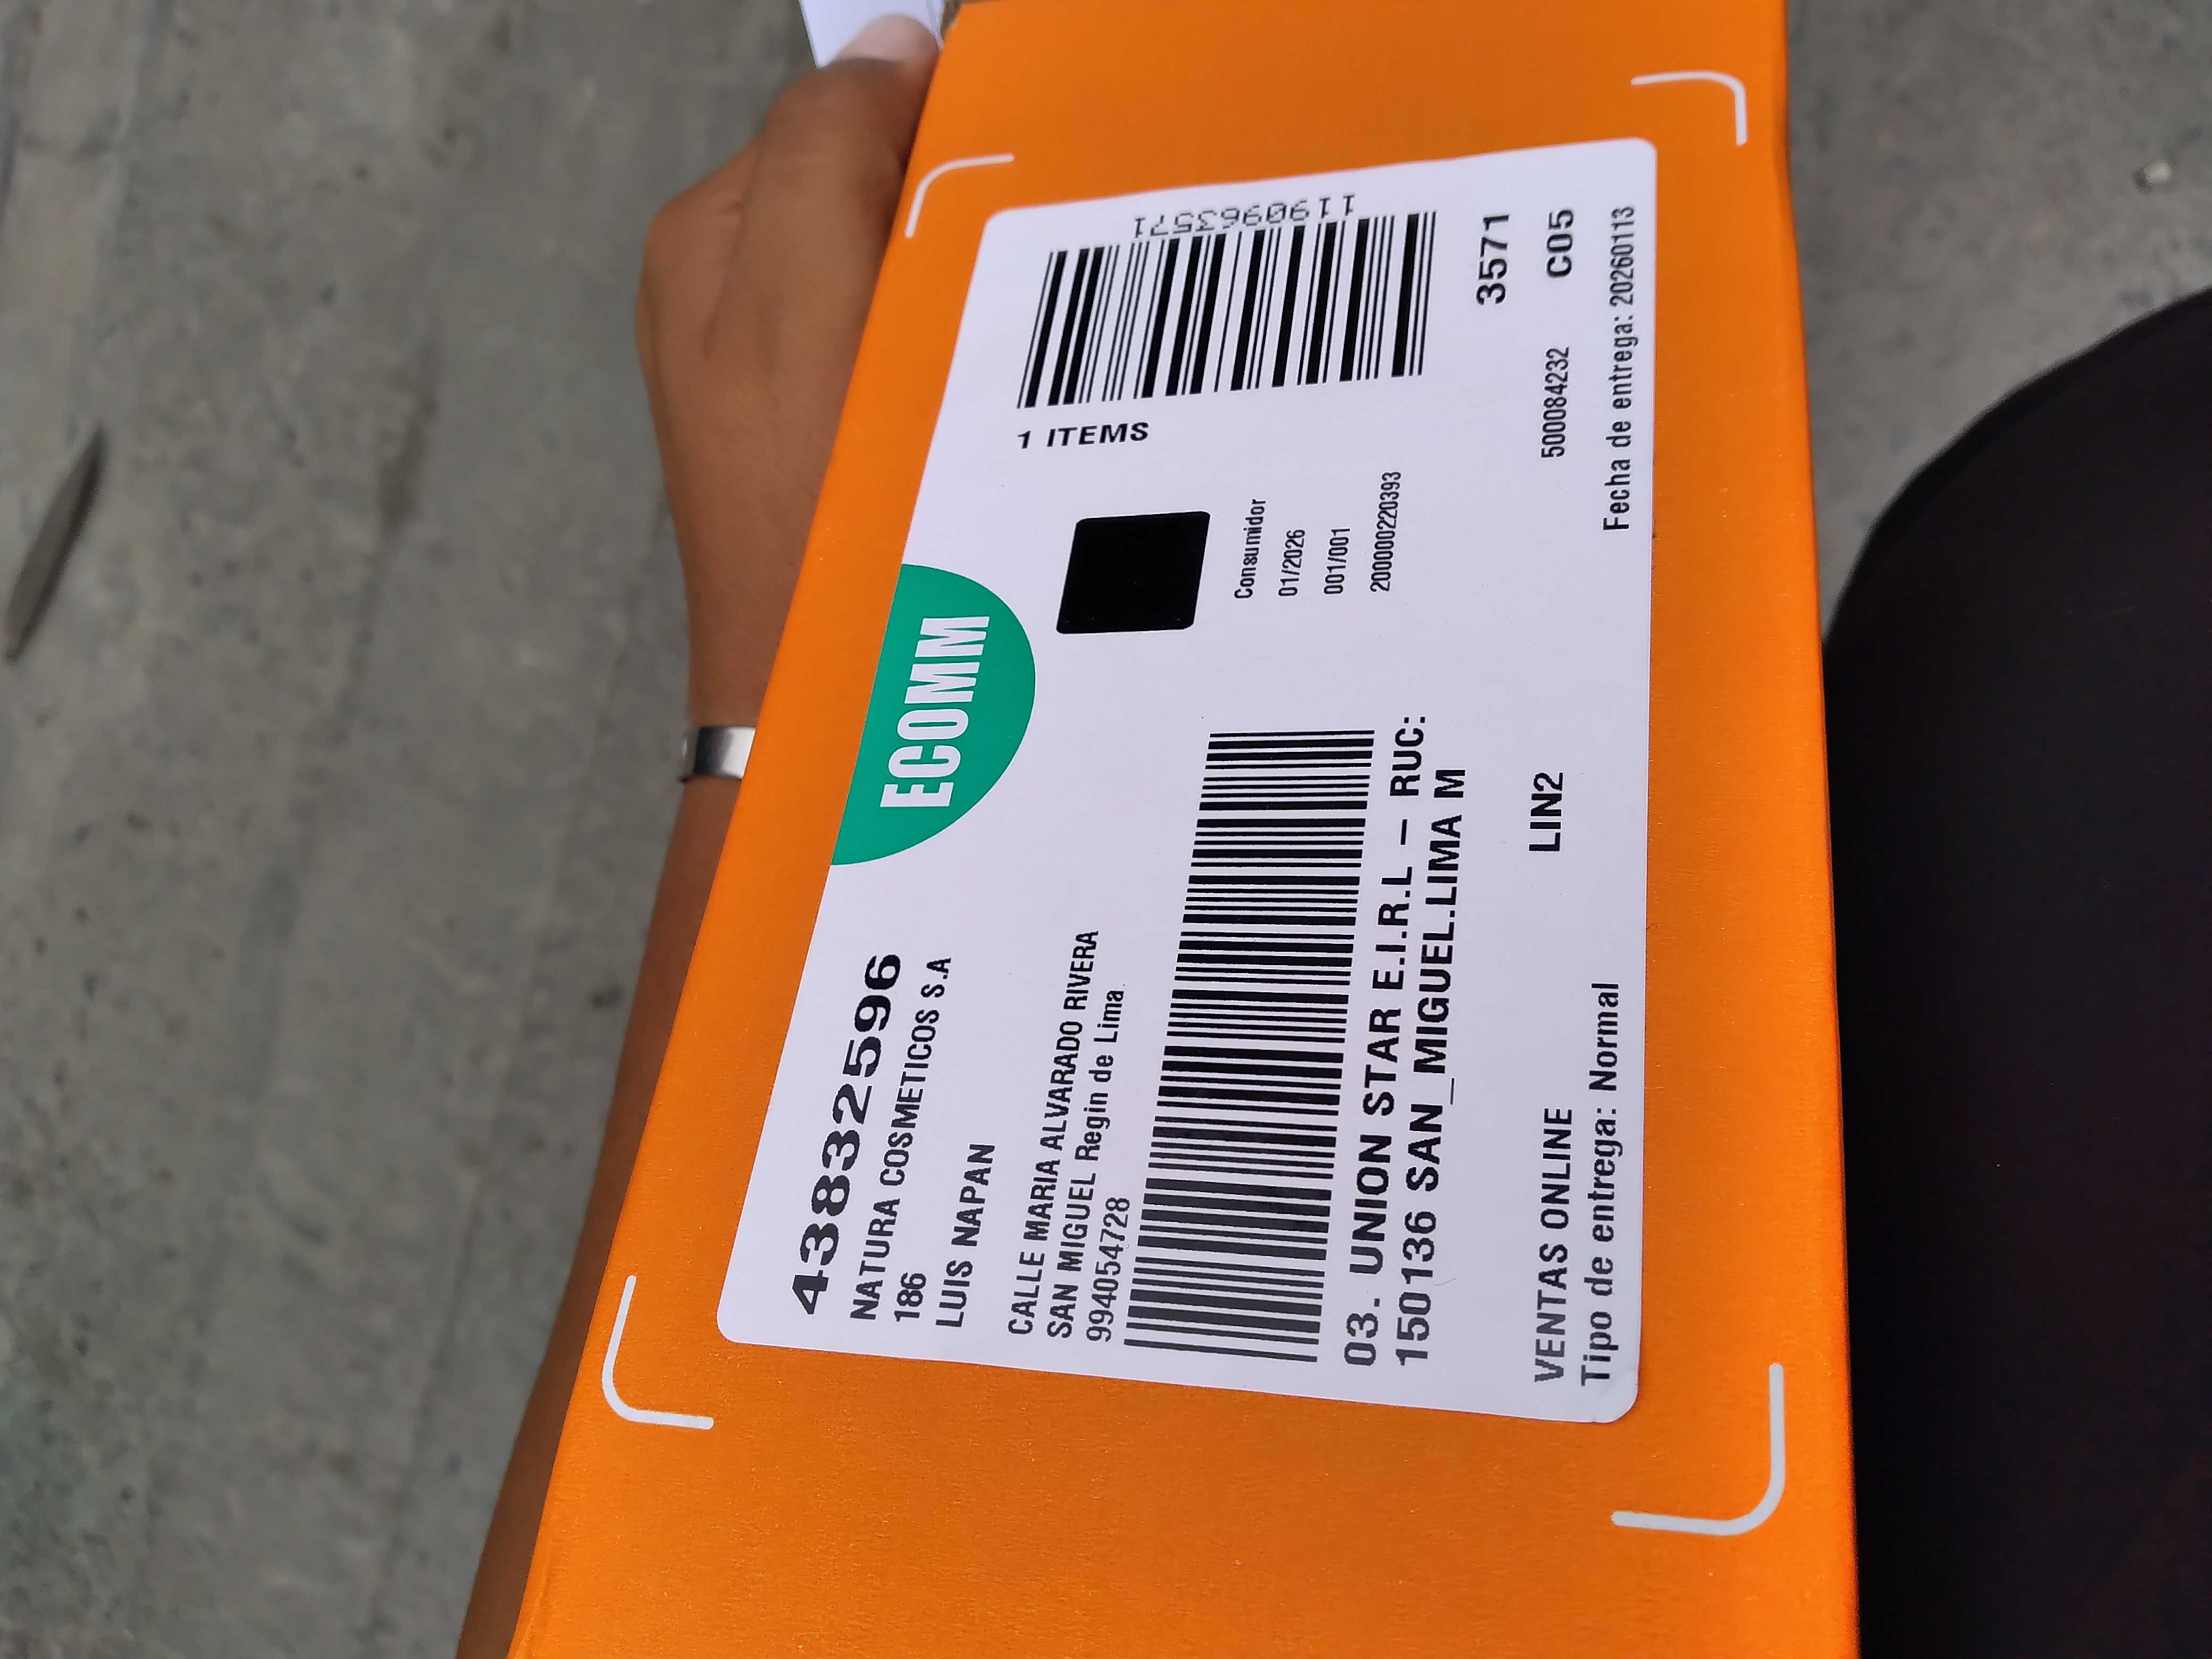 43832596
NATURA COSMETICOS S.A
186
LUIS NAPAN
CALLE MARIA ALVARADO RIVERA
SAN MIGUEL Regin de Lima
994054728
ECOMM
1 ITEMS
1190963571
Consumidor
01/2026
001/001
200000220393
03. UNION STAR E.I.R.L – RUC:
150136 SAN_MIGUEL.LIMA M
3571
LIN2
500084232
C05
VENTAS ONLINE
Tipo de entrega: Normal
Fecha de entrega: 20260113